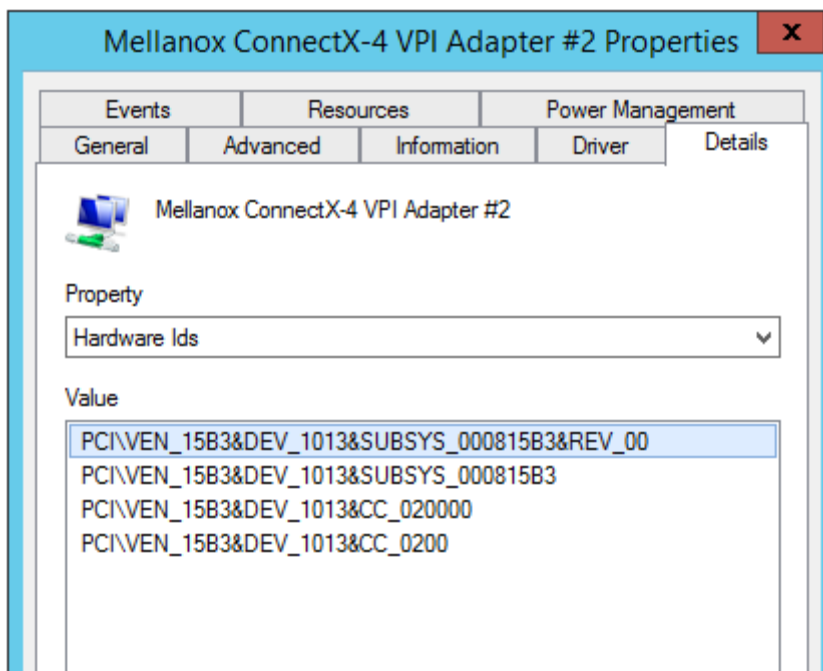 Mellanox ConnectX-4 VPI Adapter #2 Properties
x
Events Resources Power Management
General Advanced Information Driver Details
Mellanox ConnectX-4 VPI Adapter #2
Property
Hardware Ids
Value
PCI\VEN_15B3&DEV_1013&SUBSYS_000815B3&REV_00
PCI\VEN_15B3&DEV_1013&SUBSYS_000815B3
PCI\VEN_15B3&DEV_1013&CC_020000
PCI\VEN_15B3&DEV_1013&CC_0200